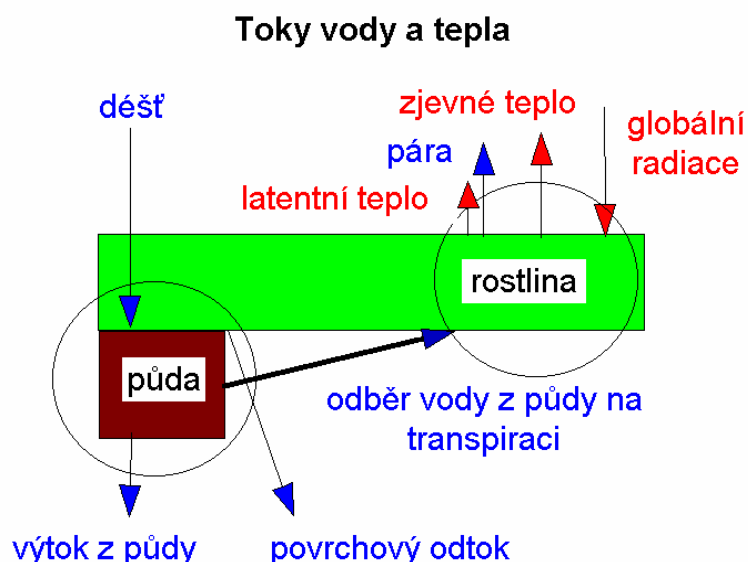 Toky vody a tepla
déšť
zjevné teplo
globální
radiace
pára
latentní teplo
rostlina
půda
odběr vody z půdy na
transpiraci
výtok z půdy
povrchový odtok